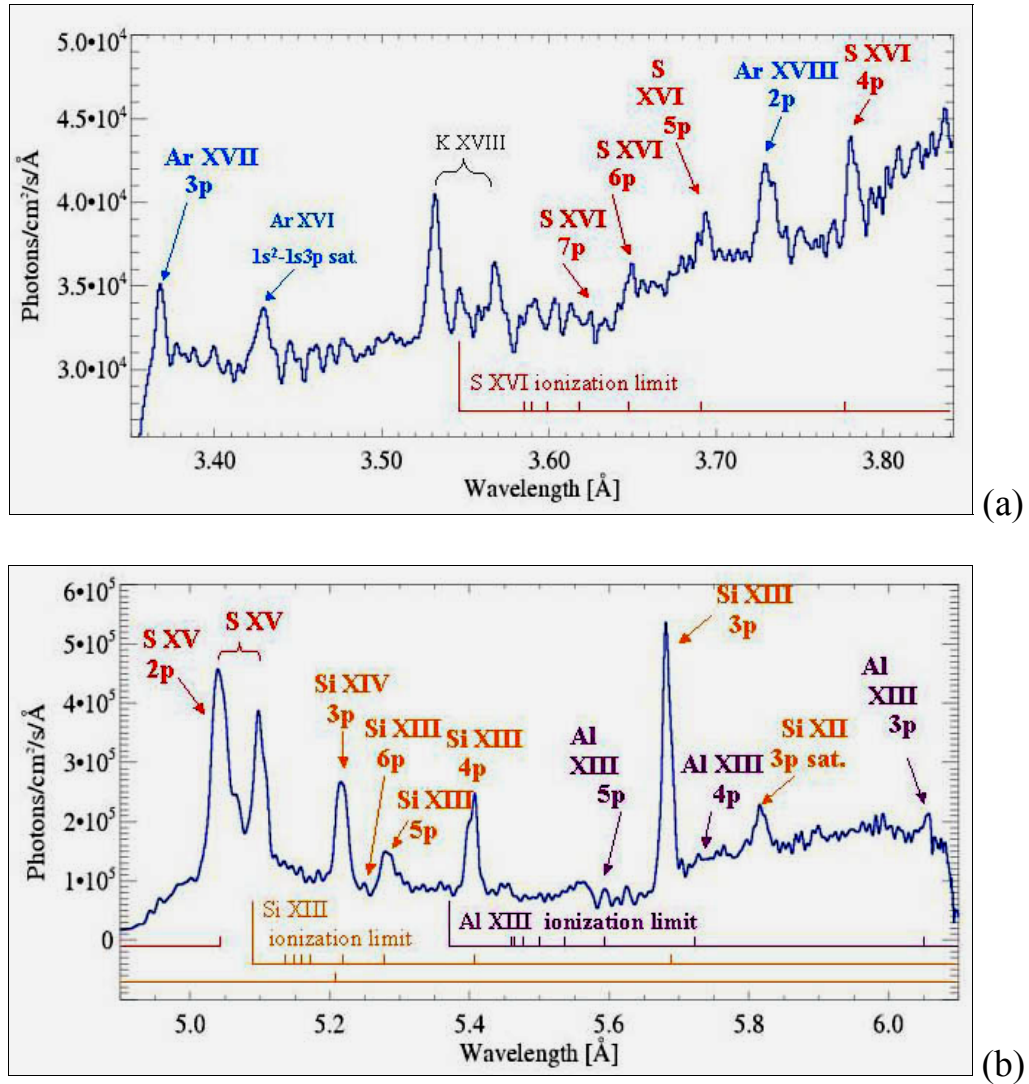 5.0•10⁴
4.5•10⁴
4.0•10⁴
3.5•10⁴
3.0•10⁴
Photons/cm²/s/Å
Ar XVII
3p
Ar XVI
1s²-1s3p sat
K XVIII
S XVI
7p
S XVI
6p
S
XVI
5p
Ar XVIII
2p
S XVI
4p
S XVI ionization limit
3.40
3.50
3.60
3.70
3.80
Wavelength [Å]
(a)
6•10⁵
5•10⁵
4•10⁵
3•10⁵
2•10⁵
1•10⁵
0
Photons/cm²/s/Å
S XV
2p
S XV
Si XIV
3p
Si XIII
6p
Si XIII
5p
Si XIII
4p
Al
XIII
5p
Si XIII
3p
Al XIII
4p
Si XII
3p sat.
Al
XIII
3p
Si XIII
ionization limit
Al XIII ionization limit
5.0
5.2
5.4
5.6
5.8
6.0
Wavelength [Å]
(b)